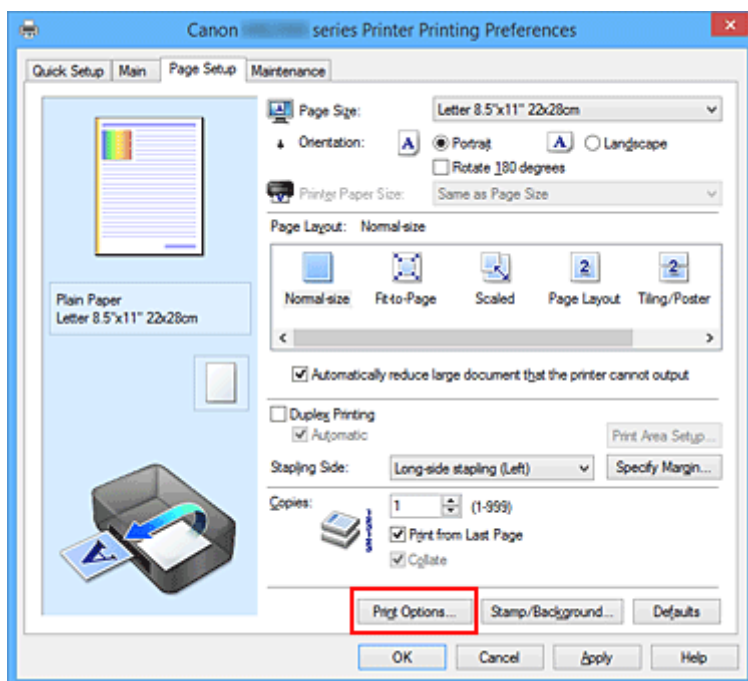 Canon series Printer Printing Preferences
Quick Setup Main Page Setup Maintenance
Page Size: Letter 8.5"x11" 22x28cm
Orientation: A Portrait A Landscape
Rotate 180 degrees
Printer Paper Size: Same as Page Size
Page Layout: Normal-size
2 2
Normal-size Fit-to-Page Scaled Page Layout Tiling/Poster
Plain Paper
Letter 8.5"x11" 22x28cm
Automatically reduce large document that the printer cannot output
Duplex Printing
Automatic
Print Area Setup...
Stapling Side: Long-side stapling (Left) Specify Margin...
Copies: 1 (1-999)
Print from Last Page
Collate
A
Print Options... Stamp/Background... Defaults
OK Cancel Apply Help